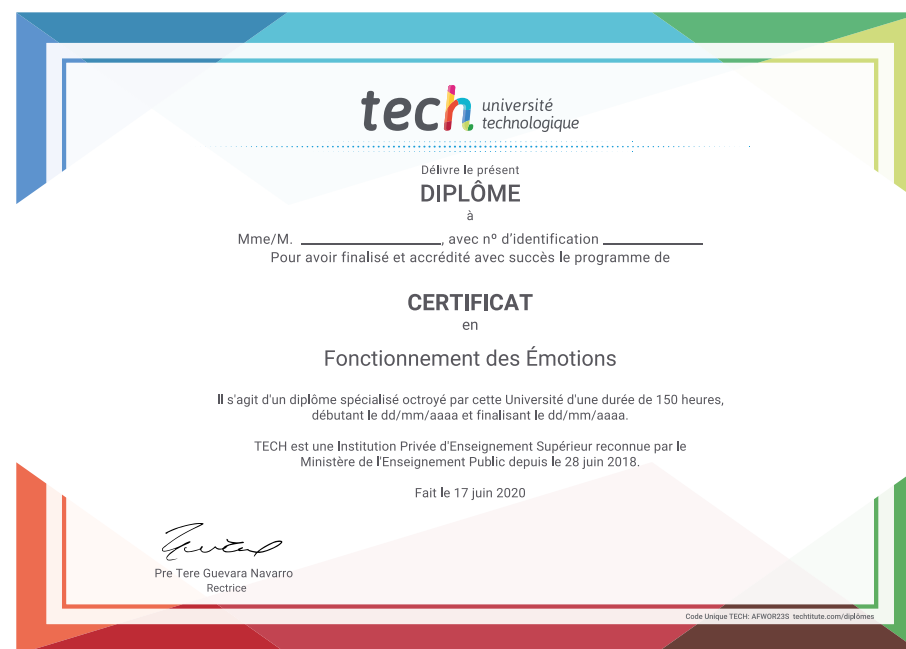 tech université
technologique
Délivre le présent
DIPLÔME
à
Mme/M. ____________________, avec nº d'identification ______________
Pour avoir finalisé et accrédité avec succès le programme de
CERTIFICAT
en
Fonctionnement des Émotions
Il s'agit d'un diplôme spécialisé octroyé par cette Université d'une durée de 150 heures,
débutant le dd/mm/aaaa et finalisant le dd/mm/aaaa.
TECH est une Institution Privée d'Enseignement Supérieur reconnue par le
Ministère de l'Enseignement Public depuis le 28 juin 2018.
Fait le 17 juin 2020
Pre Tere Guevara Navarro
Rectrice
Code Unique TECH: AFWOR23S techtitute.com/diplômes